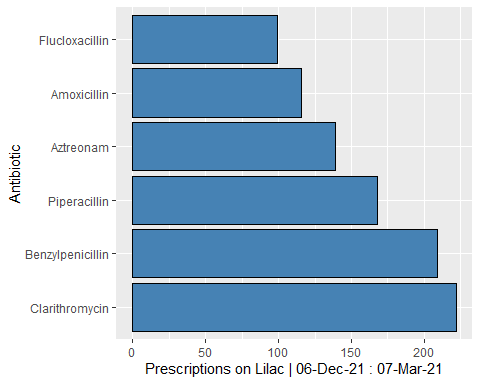 Flucloxacillin
Amoxicillin
Aztreonam
Piperacillin
Benzylpenicillin
Clarithromycin
Antibiotic
0 50 100 150 200
Prescriptions on Lilac | 06-Dec-21 : 07-Mar-21